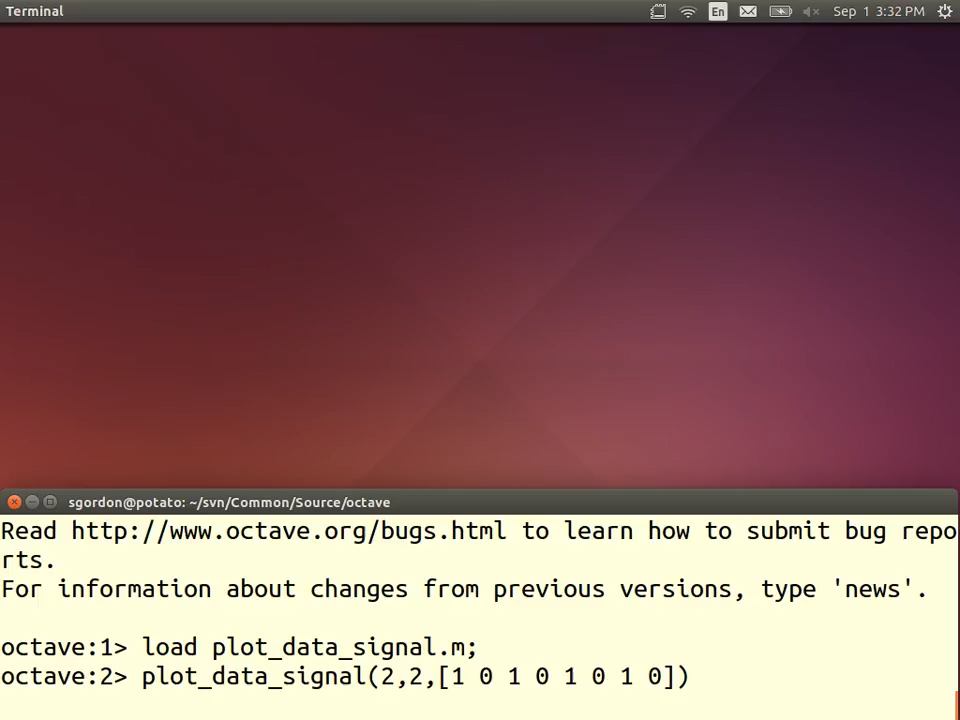 Terminal
En
Sep 1 3:32 PM
sgordon@potato: ~/svn/Common/Source/octave
Read http://www.octave.org/bugs.html to learn how to submit bug repo
rts.
For information about changes from previous versions, type 'news'.
octave:1> load plot_data_signal.m;
octave:2> plot_data_signal(2,2,[1 0 1 0 1 0 1 0])